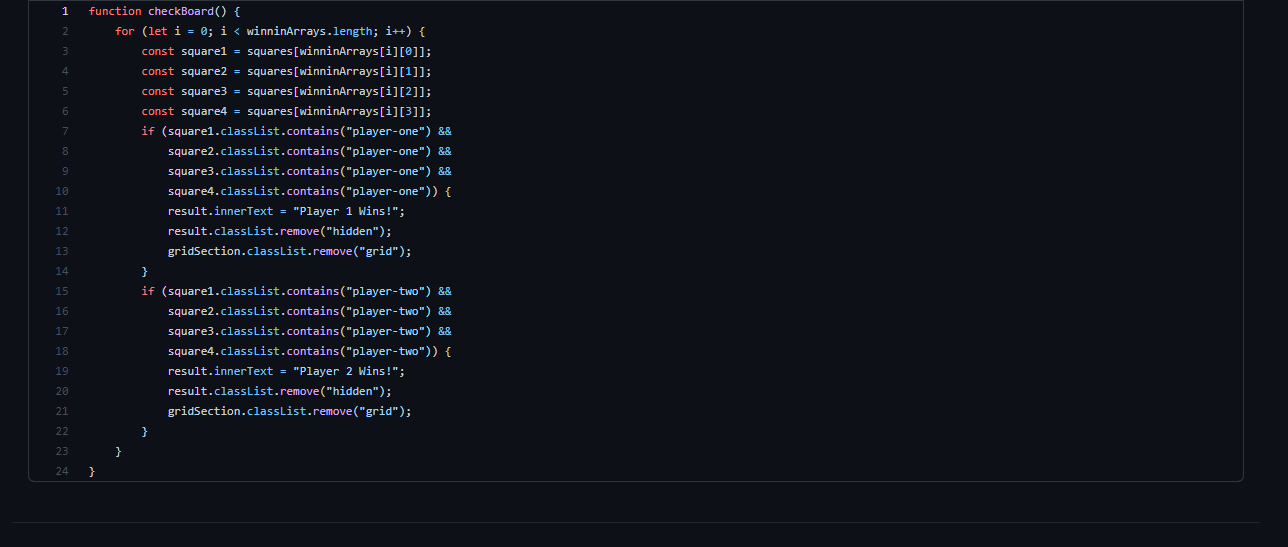 1 function checkBoard() {
2     for (let i = 0; i < winninArrays.length; i++) {
3         const square1 = squares[winninArrays[i][0]];
4         const square2 = squares[winninArrays[i][1]];
5         const square3 = squares[winninArrays[i][2]];
6         const square4 = squares[winninArrays[i][3]];
7         if (square1.classList.contains("player-one") &&
8             square2.classList.contains("player-one") &&
9             square3.classList.contains("player-one") &&
10             square4.classList.contains("player-one")) {
11             result.innerText = "Player 1 Wins!";
12             result.classList.remove("hidden");
13             gridSection.classList.remove("grid");
14         }
15         if (square1.classList.contains("player-two") &&
16             square2.classList.contains("player-two") &&
17             square3.classList.contains("player-two") &&
18             square4.classList.contains("player-two")) {
19             result.innerText = "Player 2 Wins!";
20             result.classList.remove("hidden");
21             gridSection.classList.remove("grid");
22         }
23     }
24 }